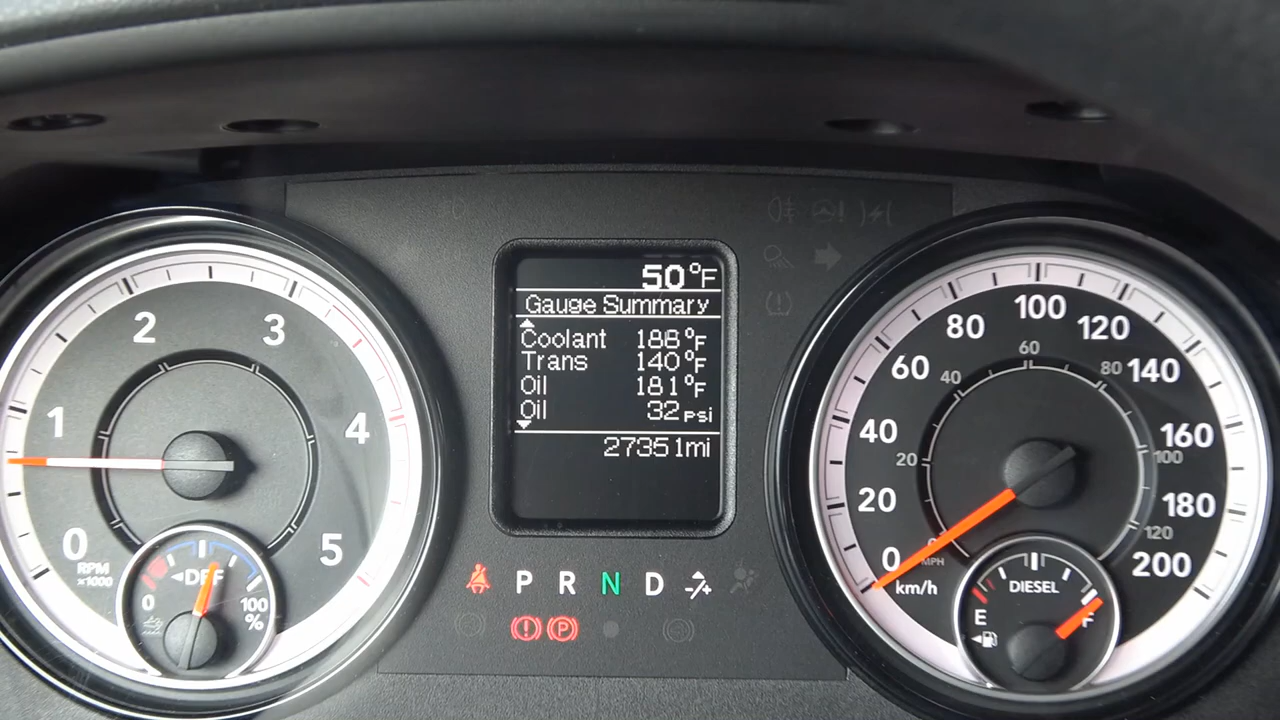 50°F
Gauge Summary
Coolant 188°F
Trans 140°F
Oil 181°F
Oil 32 psi
27351mi
0
1
2
3
4
5
RPM
×1000
◄DEF
0
100
%
P R N D
(!) (P)
0
20
40
60
80
100
120
140
160
180
200
km/h
20
40
60
80
100
120
MPH
DIESEL
E
F